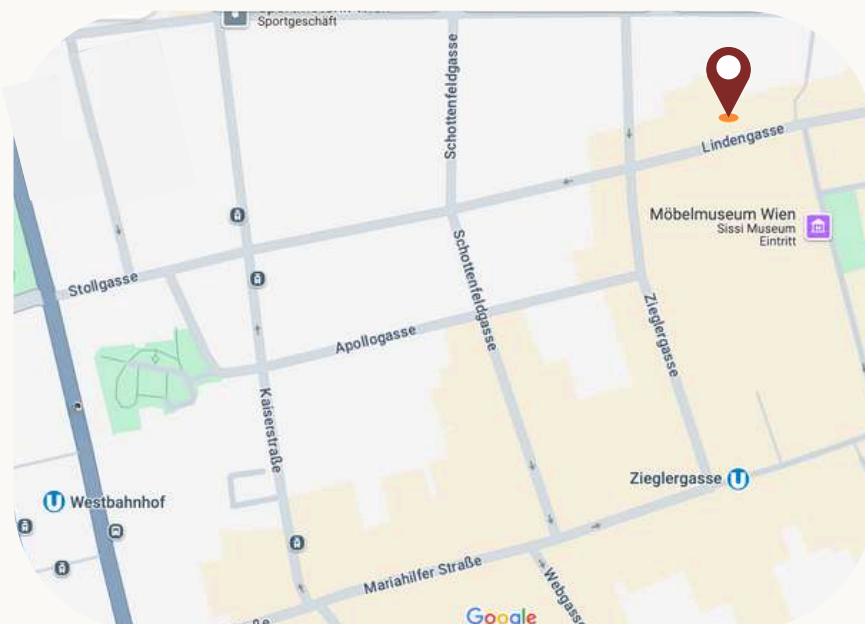 Sportgeschäft
Schottenfeldgasse
Lindengasse
Möbelmuseum Wien
Sissi Museum
Eintritt
Stollgasse
Schottenfeldgasse
Apollogasse
Zieglergasse
Kaiserstraße
Zieglergasse
Westbahnhof
Mariahilfer Straße
Webgasse
Google